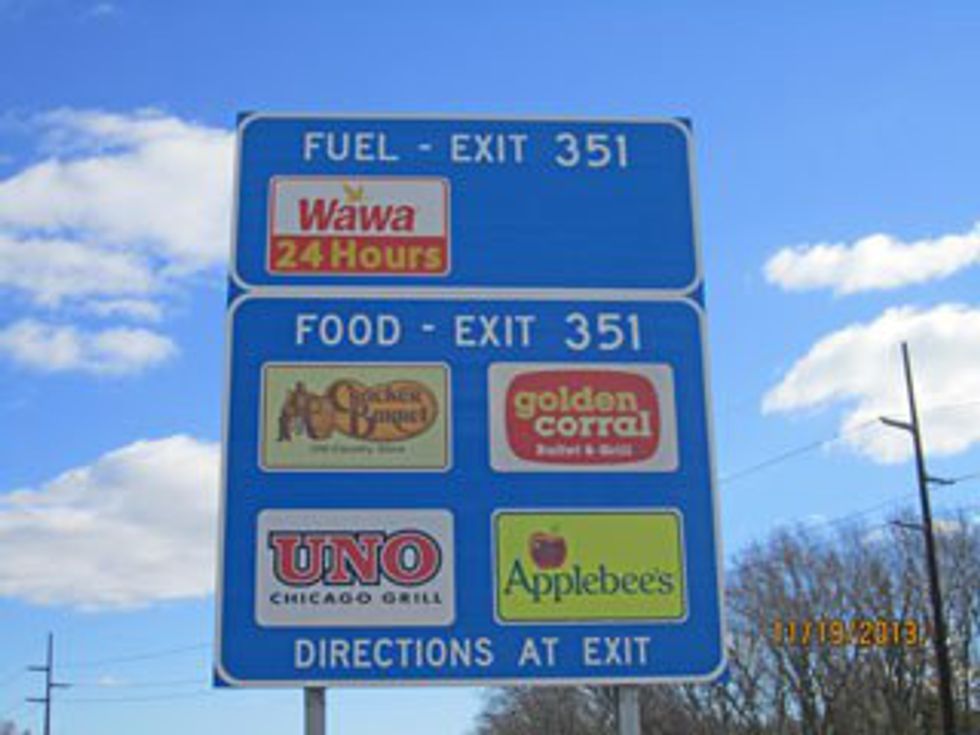 FUEL - EXIT 351
Wawa
24 Hours
FOOD - EXIT 351
Cracker
Barrel
Old Country Store
golden
corral
Buffet & Grill
UNO
CHICAGO GRILL
Applebee's
DIRECTIONS AT EXIT
11/19/2013